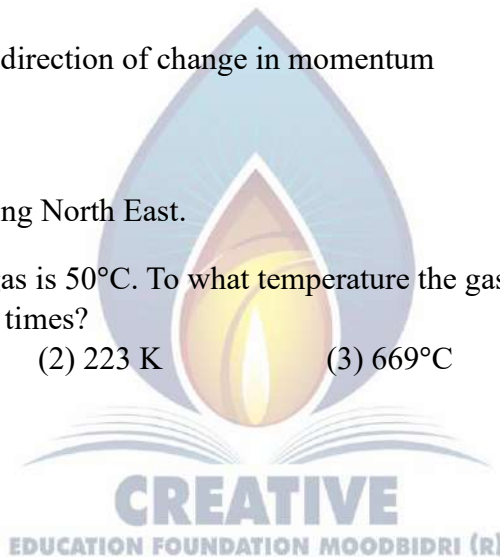 direction of change in momentum
ng North East.
gas is 50°C. To what temperature the gas
times?
(2) 223 K (3) 669°C
CREATIVE
EDUCATION FOUNDATION MOODBIDRI (R)